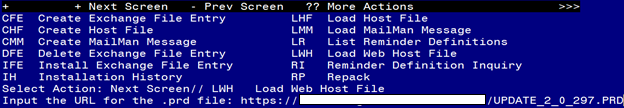 + + Next Screen - Prev Screen ?? More Actions >>>
CFE Create Exchange File Entry LHF Load Host File
CHF Create Host File LMM Load MailMan Message
CMM Create MailMan Message LR List Reminder Definitions
DFE Delete Exchange File Entry LWH Load Web Host File
IFE Install Exchange File Entry RI Reminder Definition Inquiry
IH Installation History RP Repack
Select Action: Next Screen// LWH Load Web Host File
Input the URL for the .prd file: https:// /UPDATE_2_0_297.PRD